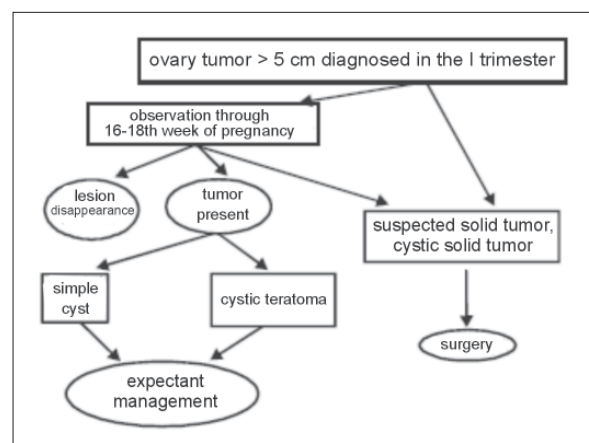 ovary tumor > 5 cm diagnosed in the I trimester
observation through
16-18th week of pregnancy
lesion
disappearance
tumor
present
suspected solid tumor,
cystic solid tumor
simple
cyst
cystic teratoma
surgery
expectant
management